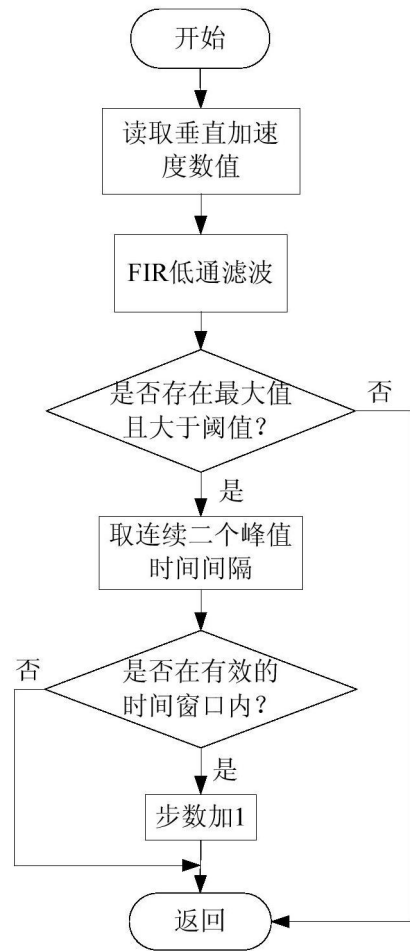 开始
读取垂直加速
度数值
FIR低通滤波
是否存在最大值
且大于阈值？
否
是
取连续二个峰值
时间间隔
否
是否在有效的
时间窗口内？
是
步数加1
返回